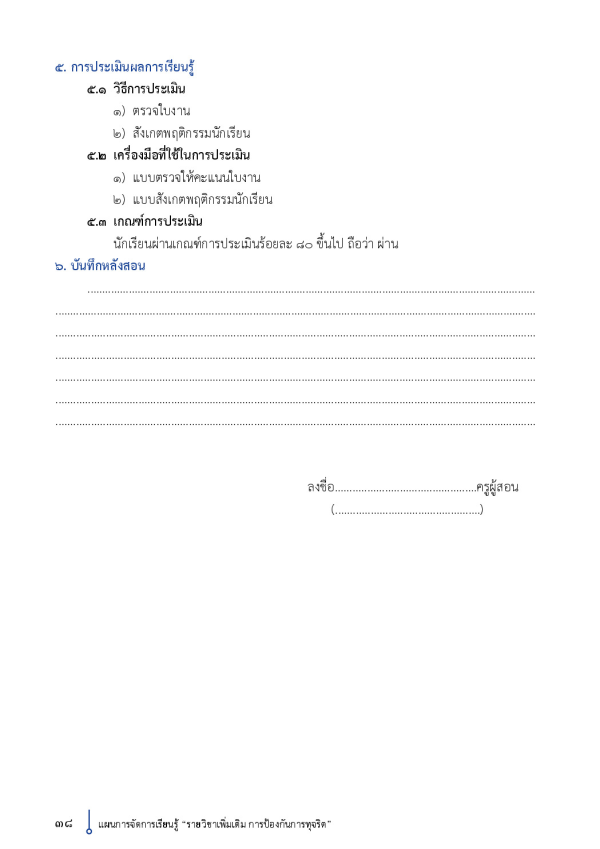 ๕. การประเมินผลการเรียนรู้
๕.๑ วิธีการประเมิน
๑) ตรวจใบงาน
๒) สังเกตพฤติกรรมนักเรียน
๕.๒ เครื่องมือที่ใช้ในการประเมิน
๑) แบบตรวจให้คะแนนใบงาน
๒) แบบสังเกตพฤติกรรมนักเรียน
๕.๓ เกณฑ์การประเมิน
นักเรียนผ่านเกณฑ์การประเมินร้อยละ ๘๐ ขึ้นไป ถือว่า ผ่าน
๖. บันทึกหลังสอน
................................................................................
................................................................................
................................................................................
................................................................................
................................................................................
................................................................................
................................................................................
ลงชื่อ................................................ครูผู้สอน
(.................................................)
๓๘ แผนการจัดการเรียนรู้ “รายวิชาเพิ่มเติม การป้องกันการทุจริต”